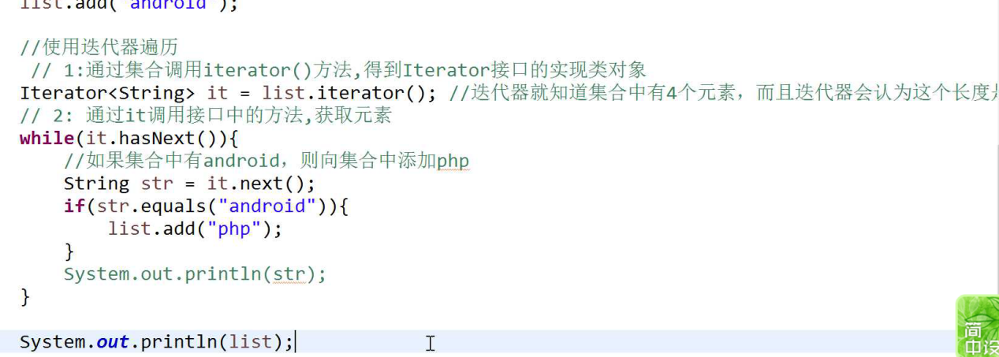 list.add("android");
//使用迭代器遍历
// 1:通过集合调用iterator()方法,得到Iterator接口的实现类对象
Iterator<String> it = list.iterator(); //迭代器就知道集合中有4个元素，而且迭代器会认为这个长度是
// 2: 通过it调用接口中的方法,获取元素
while(it.hasNext()){
//如果集合中有android，则向集合中添加php
String str = it.next();
if(str.equals("android")){
list.add("php");
}
System.out.println(str);
}
System.out.println(list);
简
中设